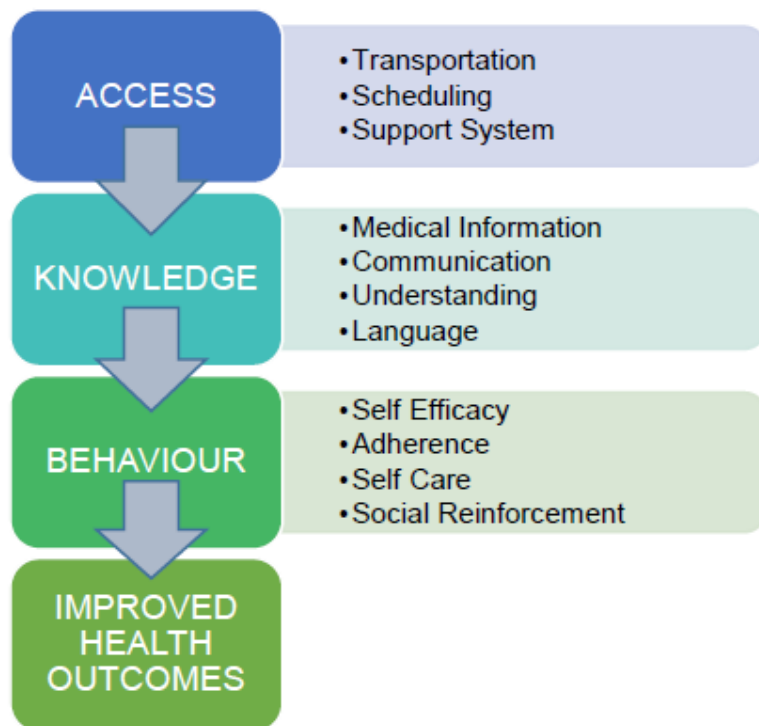 ACCESS
•Transportation
•Scheduling
•Support System
KNOWLEDGE
•Medical Information
•Communication
•Understanding
•Language
BEHAVIOUR
•Self Efficacy
•Adherence
•Self Care
•Social Reinforcement
IMPROVED
HEALTH
OUTCOMES